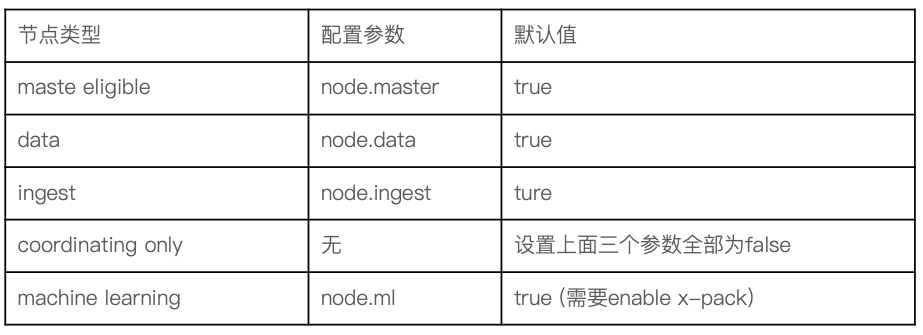 节点类型 配置参数 默认值
maste eligible node.master true
data node.data true
ingest node.ingest ture
coordinating only 无 设置上面三个参数全部为false
machine learning node.ml true (需要enable x-pack)